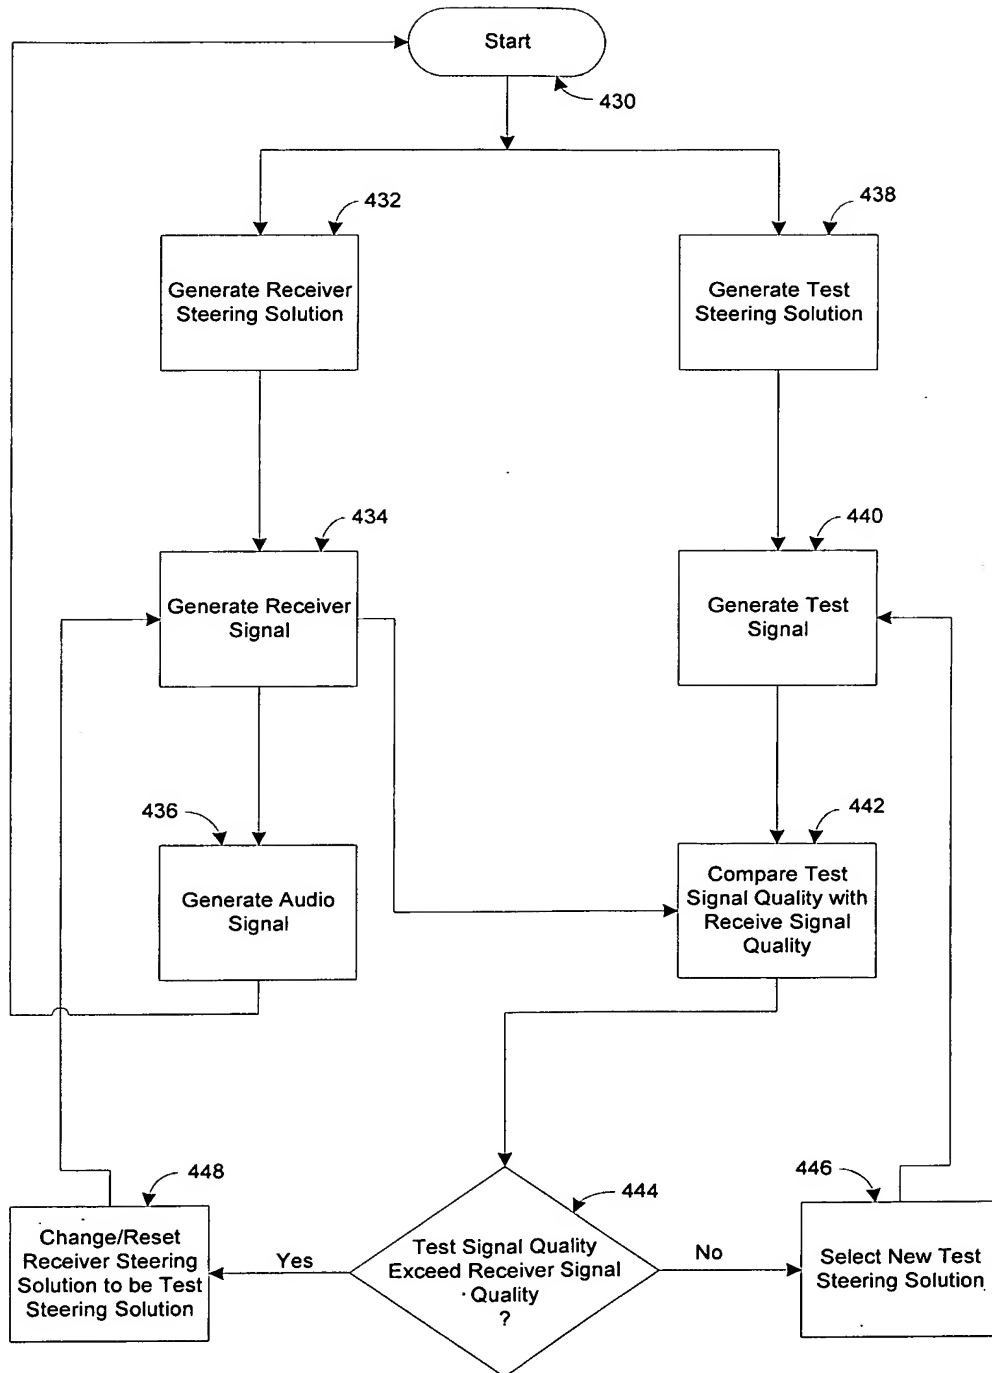 Start
430
432
438
Generate Receiver
Steering Solution
Generate Test
Steering Solution
434
440
Generate Receiver
Signal
Generate Test
Signal
436
442
Generate Audio
Signal
Compare Test
Signal Quality with
Receive Signal
Quality
448
444
446
Change/Reset
Receiver Steering
Solution to be Test
Steering Solution
Yes
Test Signal Quality
Exceed Receiver Signal
Quality
?
No
Select New Test
Steering Solution